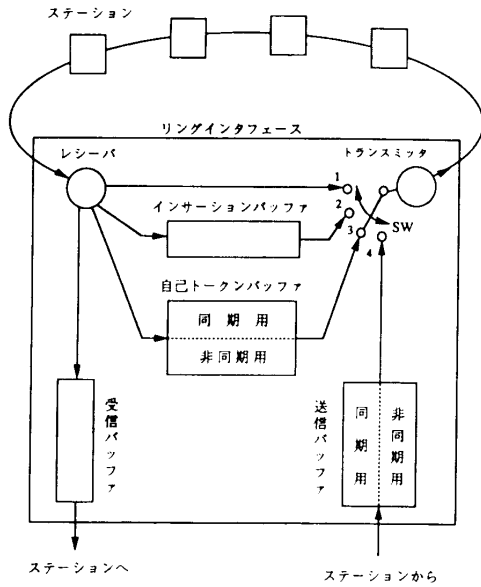 ステーション
リングインタフェース
レシーバ
トランスミッタ
1
インサーションバッファ
2
SW
3
4
自己トークンバッファ
同期用
非同期用
受信バッファ
送信バッファ
同期用
非同期用
ステーションへ
ステーションから